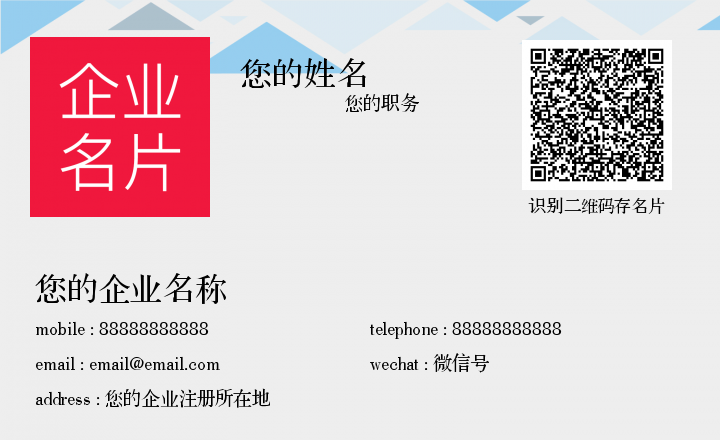 企业
名片
您的姓名
您的职务
识别二维码存名片
您的企业名称
mobile : 88888888888
telephone : 88888888888
email : email@email.com
wechat : 微信号
address : 您的企业注册所在地